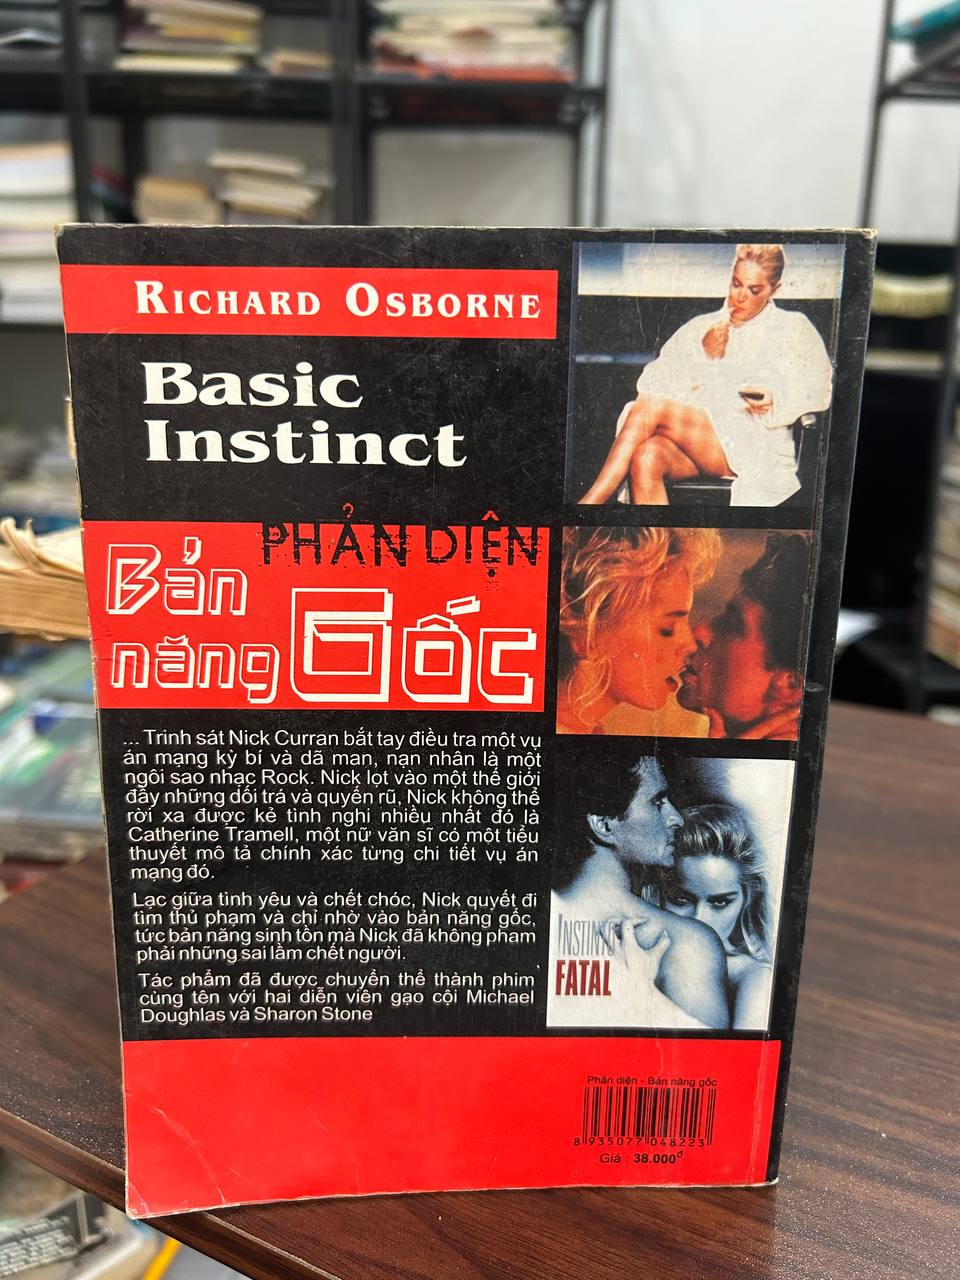 RICHARD OSBORNE
Basic
Instinct
PHẢN DIỆN
Bản
năng Gốc
... Trinh sát Nick Curran bắt tay điều tra một vụ
án mạng kỳ bí và dã man, nạn nhân là một
ngôi sao nhạc Rock. Nick lọt vào một thế giới
đầy những dối trá và quyến rũ, Nick không thể
rời xa được kẻ tình nghi nhiều nhất đó là
Catherine Tramell, một nữ văn sĩ có một tiểu
thuyết mô tả chính xác từng chi tiết vụ án
mạng đó.
Lạc giữa tình yêu và chết chóc, Nick quyết đi
tìm thủ phạm và chỉ nhờ vào bản năng gốc,
tức bản năng sinh tồn mà Nick đã không phạm
phải những sai lầm chết người.
Tác phẩm đã được chuyển thể thành phim
cùng tên với hai diễn viên gạo cội Michael
Doughlas và Sharon Stone
INSTINTO
FATAL
Phản diện - Bản năng gốc
8 935077 048223
Giá : 38.000đ